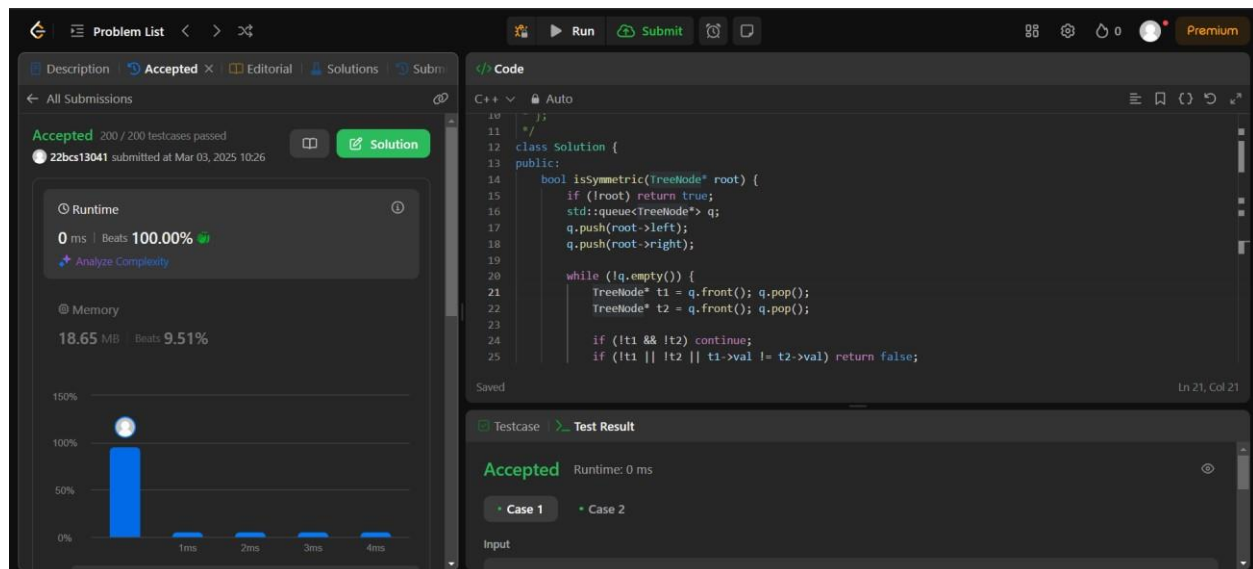 Problem List
Run
Submit
0
Premium
Description
Accepted
Editorial
Solutions
Subm
All Submissions
Accepted 200 / 200 testcases passed
22bcs13041 submitted at Mar 03, 2025 10:26
Solution
Runtime
0 ms | Beats 100.00%
Analyze Complexity
Memory
18.65 MB | Beats 9.51%
150%
100%
50%
0%
1ms 2ms 3ms 4ms
</> Code
C++ Auto
10 * };
11 */
12 class Solution {
13 public:
14 bool isSymmetric(TreeNode* root) {
15 if (!root) return true;
16 std::queue<TreeNode*> q;
17 q.push(root->left);
18 q.push(root->right);
19
20 while (!q.empty()) {
21 TreeNode* t1 = q.front(); q.pop();
22 TreeNode* t2 = q.front(); q.pop();
23
24 if (!t1 && !t2) continue;
25 if (!t1 || !t2 || t1->val != t2->val) return false;
Saved
Ln 21, Col 21
Testcase
Test Result
Accepted Runtime: 0 ms
Case 1
Case 2
Input